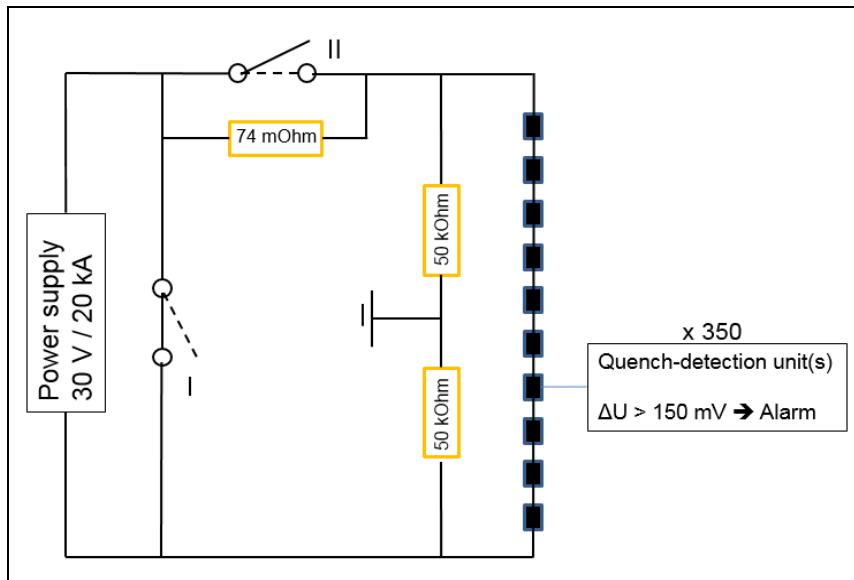 II
74 mOhm
50 kOhm
Power supply
30 V / 20 kA
I
50 kOhm
x 350
Quench-detection unit(s)
ΔU > 150 mV ➔ Alarm